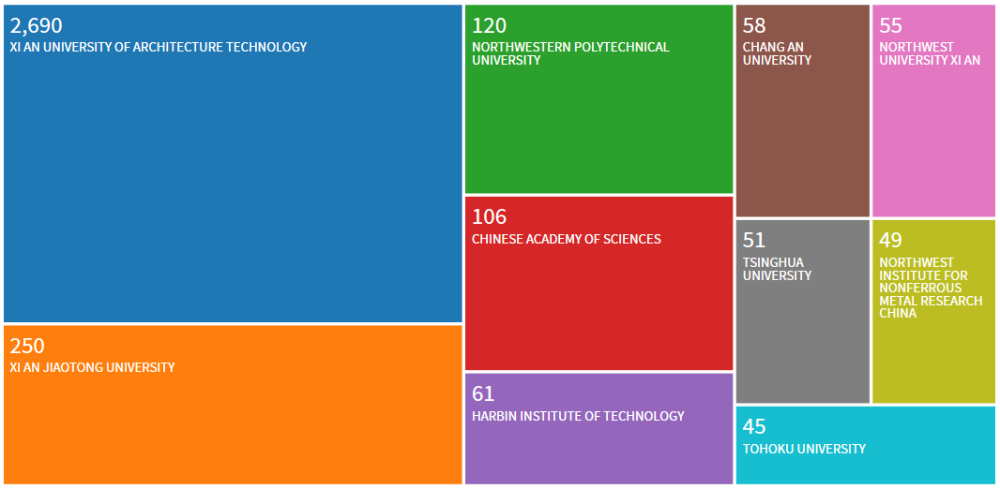 2,690
XI AN UNIVERSITY OF ARCHITECTURE TECHNOLOGY
250
XI AN JIAOTONG UNIVERSITY
120
NORTHWESTERN POLYTECHNICAL
UNIVERSITY
106
CHINESE ACADEMY OF SCIENCES
61
HARBIN INSTITUTE OF TECHNOLOGY
58
CHANG AN
UNIVERSITY
55
NORTHWEST
UNIVERSITY XI AN
51
TSINGHUA
UNIVERSITY
49
NORTHWEST
INSTITUTE FOR
NONFERROUS
METAL RESEARCH
CHINA
45
TOHOKU UNIVERSITY